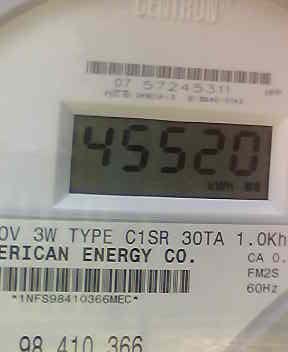 CENTRON
07 57245311
45520
kWh
0V 3W TYPE C1SR 30TA 1.0Kh
ERICAN ENERGY CO.
CA 0.
FM2S
60Hz
*1NFS98410366MEC*
98 410 366